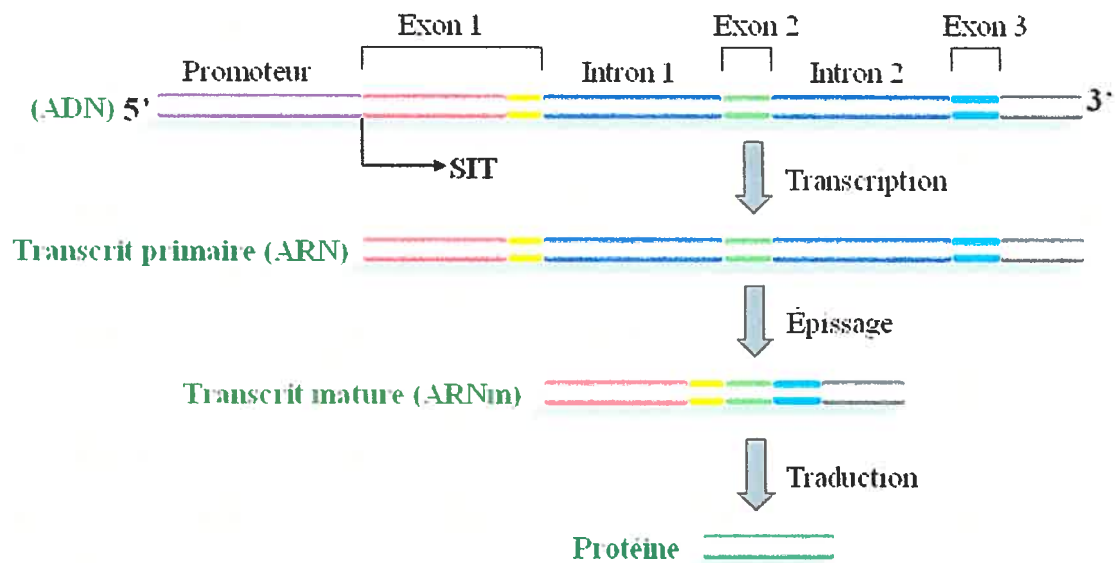 Exon 1
Exon 2
Exon 3
Promoteur
Intron 1
Intron 2
(ADN) 5' 3'
SIT
Transcription
Transcrit primaire (ARN)
Épissage
Transcrit mature (ARNm)
Traduction
Protéine